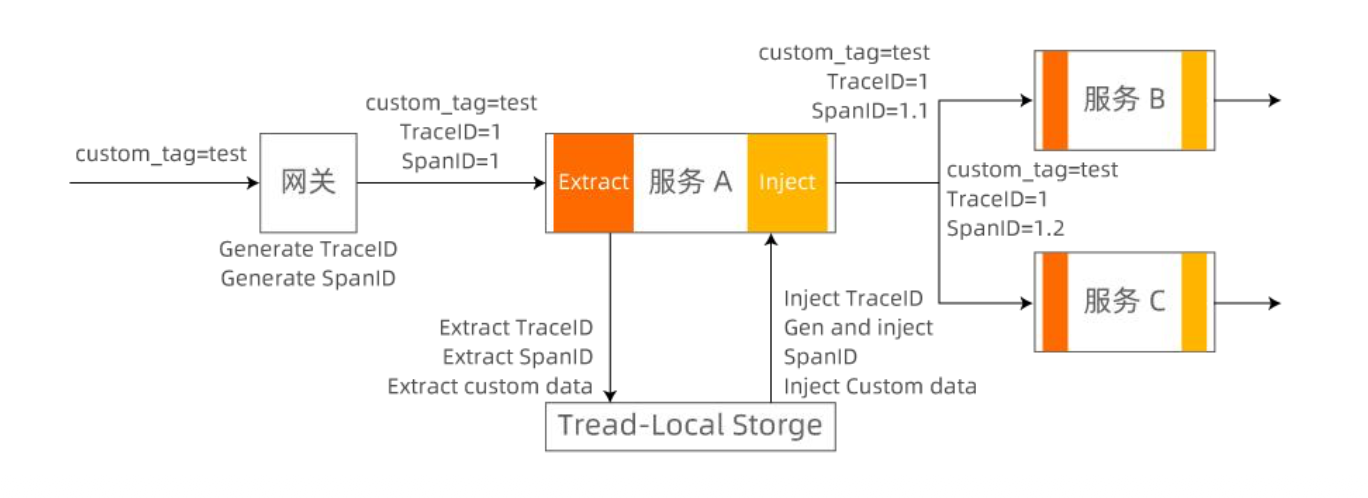 custom_tag=test
网关
Generate TraceID
Generate SpanID
custom_tag=test
TraceID=1
SpanID=1
Extract
服务 A
Inject
Extract TraceID
Extract SpanID
Extract custom data
Tread-Local Storge
Inject TraceID
Gen and inject
SpanID
Inject Custom data
custom_tag=test
TraceID=1
SpanID=1.1
服务 B
custom_tag=test
TraceID=1
SpanID=1.2
服务 C